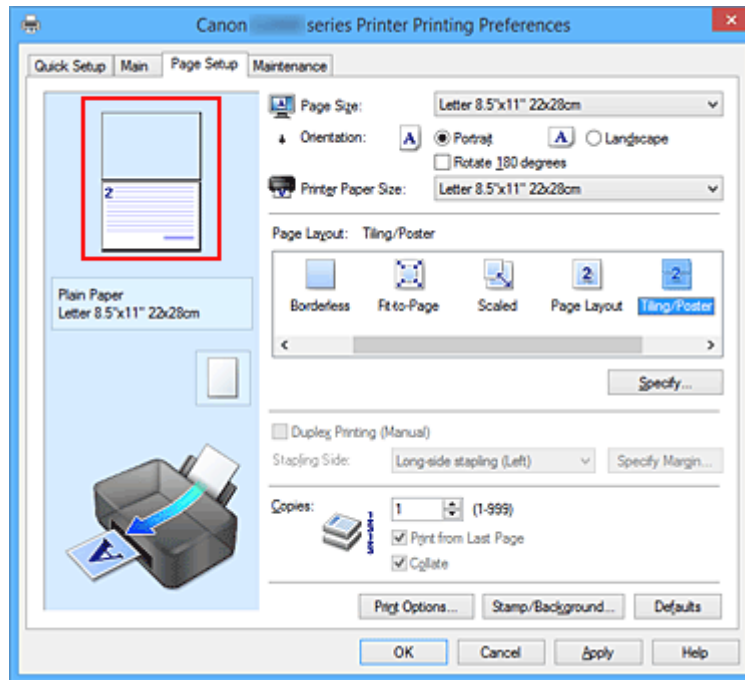 Canon series Printer Printing Preferences
Quick Setup Main Page Setup Maintenance
Page Size: Letter 8.5"x11" 22x28cm
Orientation: A Portrait A Landscape
Rotate 180 degrees
Printer Paper Size: Letter 8.5"x11" 22x28cm
2
Page Layout: Tiling/Poster
2 2
Borderless Fit-to-Page Scaled Page Layout Tiling/Poster
Plain Paper
Letter 8.5"x11" 22x28cm
Specify...
Duplex Printing (Manual)
Stapling Side: Long-side stapling (Left) Specify Margin...
Copies: 1 (1-999)
Print from Last Page
Collate
A
Print Options... Stamp/Background... Defaults
OK Cancel Apply Help